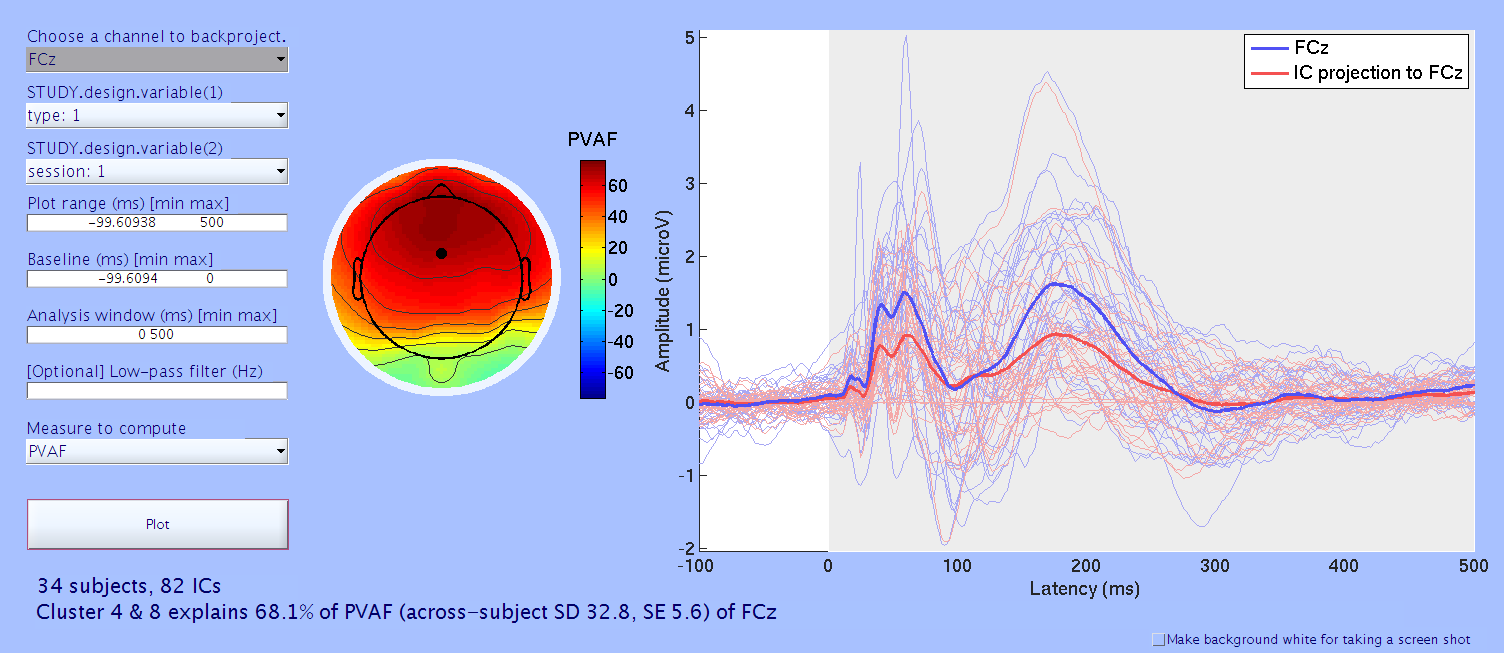 Choose a channel to backproject.
FCz
STUDY.design.variable(1)
type: 1
STUDY.design.variable(2)
session: 1
Plot range (ms) [min max]
-99.60938 500
Baseline (ms) [min max]
-99.6094 0
Analysis window (ms) [min max]
0 500
[Optional] Low-pass filter (Hz)
Measure to compute
PVAF
Plot
34 subjects, 82 ICs
Cluster 4 & 8 explains 68.1% of PVAF (across-subject SD 32.8, SE 5.6) of FCz
PVAF
60
40
20
0
-20
-40
-60
FCz
IC projection to FCz
Amplitude (microV)
5
4
3
2
1
0
-1
-2
-100 0 100 200 300 400 500
Latency (ms)
Make background white for taking a screen shot